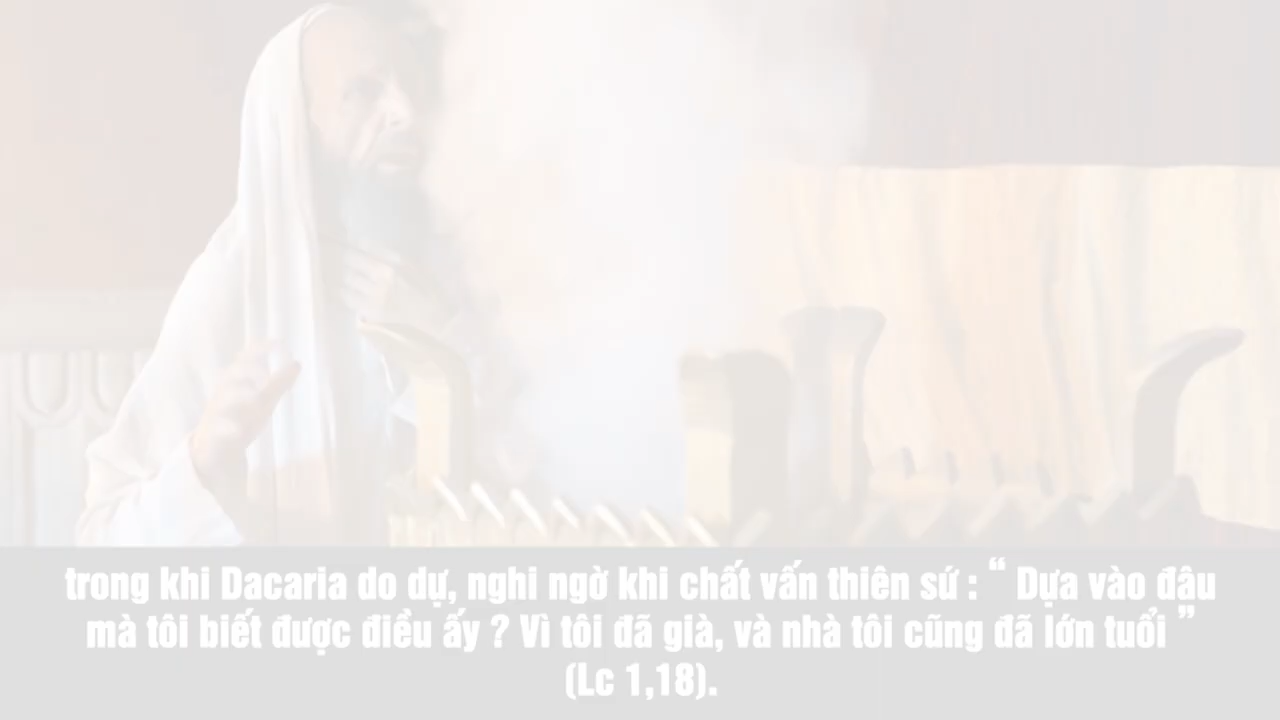 trong khi Dacaria do dự, nghi ngờ khi chất vấn thiên sứ : “ Dựa vào đâu
mà tôi biết được điều ấy ? Vì tôi đã già, và nhà tôi cũng đã lớn tuổi ”
(Lc 1,18).